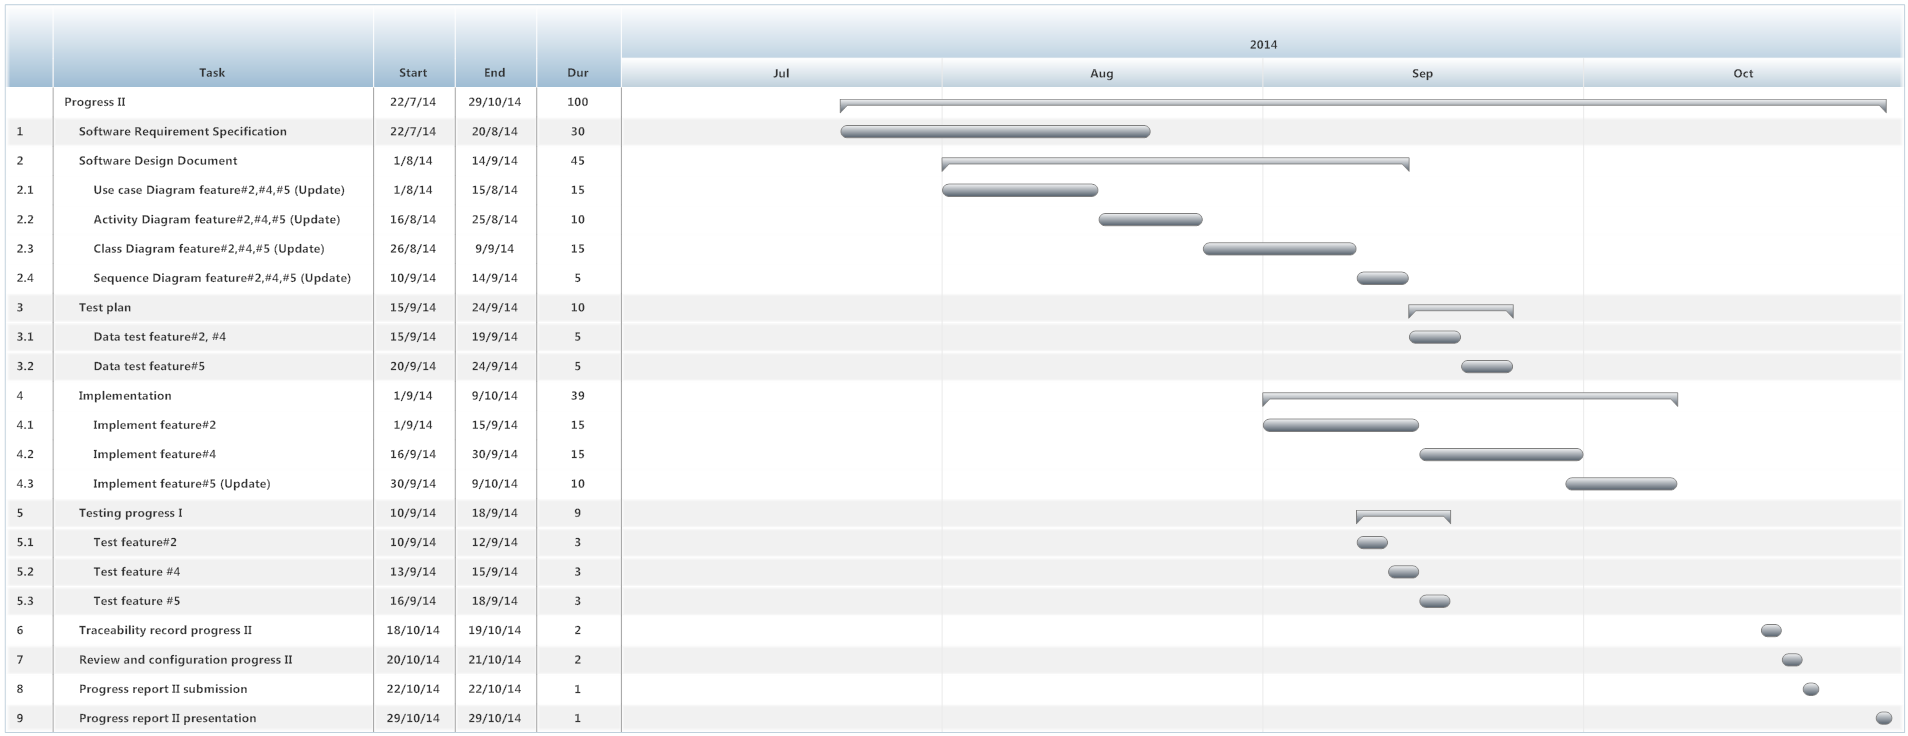 2014
Task Start End Dur Jul Aug Sep Oct
Progress II 22/7/14 29/10/14 100
1 Software Requirement Specification 22/7/14 20/8/14 30
2 Software Design Document 1/8/14 14/9/14 45
2.1 Use case Diagram feature#2,#4,#5 (Update) 1/8/14 15/8/14 15
2.2 Activity Diagram feature#2,#4,#5 (Update) 16/8/14 25/8/14 10
2.3 Class Diagram feature#2,#4,#5 (Update) 26/8/14 9/9/14 15
2.4 Sequence Diagram feature#2,#4,#5 (Update) 10/9/14 14/9/14 5
3 Test plan 15/9/14 24/9/14 10
3.1 Data test feature#2, #4 15/9/14 19/9/14 5
3.2 Data test feature#5 20/9/14 24/9/14 5
4 Implementation 1/9/14 9/10/14 39
4.1 Implement feature#2 1/9/14 15/9/14 15
4.2 Implement feature#4 16/9/14 30/9/14 15
4.3 Implement feature#5 (Update) 30/9/14 9/10/14 10
5 Testing progress I 10/9/14 18/9/14 9
5.1 Test feature#2 10/9/14 12/9/14 3
5.2 Test feature #4 13/9/14 15/9/14 3
5.3 Test feature #5 16/9/14 18/9/14 3
6 Traceability record progress II 18/10/14 19/10/14 2
7 Review and configuration progress II 20/10/14 21/10/14 2
8 Progress report II submission 22/10/14 22/10/14 1
9 Progress report II presentation 29/10/14 29/10/14 1